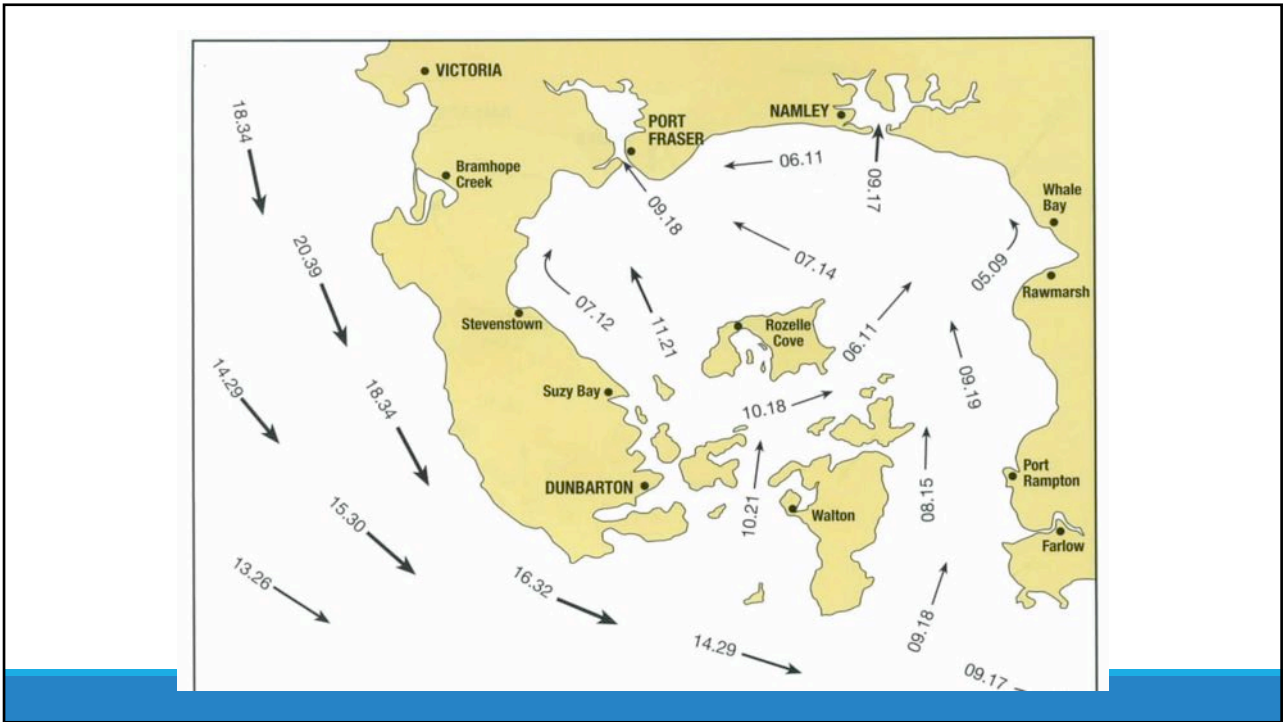 VICTORIA
18.34
NAMLEY
PORT
FRASER
06.11
Bramhope
Creek
09.17
Whale
Bay
09.18
20.39
07.14
05.09
Rawmarsh
07.12
Stevenstown
11.21
Rozelle
Cove
06.11
14.29
18.34
Suzy Bay
10.18
09.19
Port
Rampton
DUNBARTON
10.21
Walton
08.15
15.30
Farlow
13.26
16.32
09.18
14.29
09.17